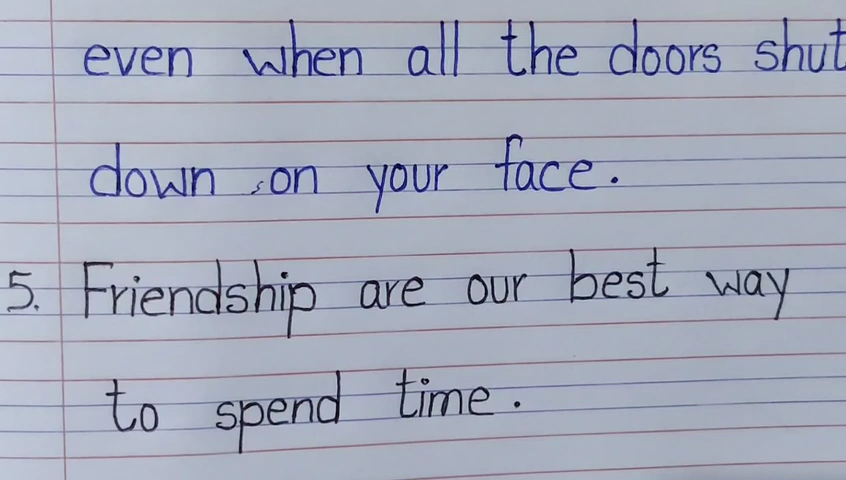 even when all the doors shut
down on your face.
5. Friendship are our best way
to spend time.